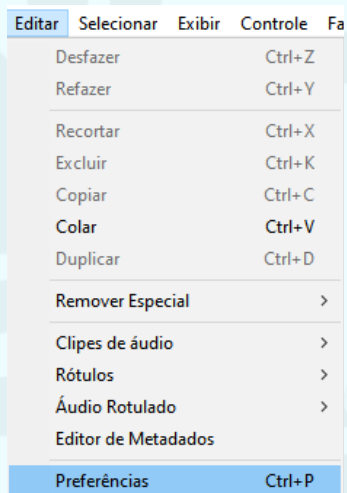 Editar Selecionar Exibir Controle Fa
Desfazer Ctrl+Z
Refazer Ctrl+Y
Recortar Ctrl+X
Excluir Ctrl+K
Copiar Ctrl+C
Colar Ctrl+V
Duplicar Ctrl+D
Remover Especial >
Clipes de áudio >
Rótulos >
Áudio Rotulado >
Editor de Metadados
Preferências Ctrl+P